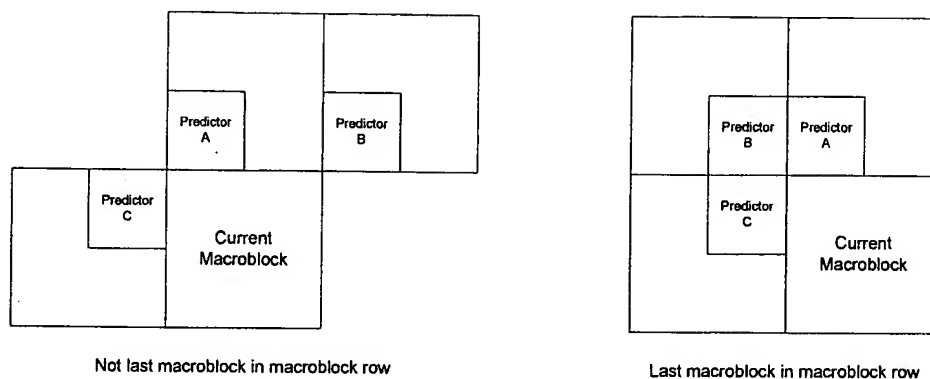 Predictor
A
Predictor
B
Predictor
C
Current
Macroblock
Not last macroblock in macroblock row
Predictor
B
Predictor
A
Predictor
C
Current
Macroblock
Last macroblock in macroblock row